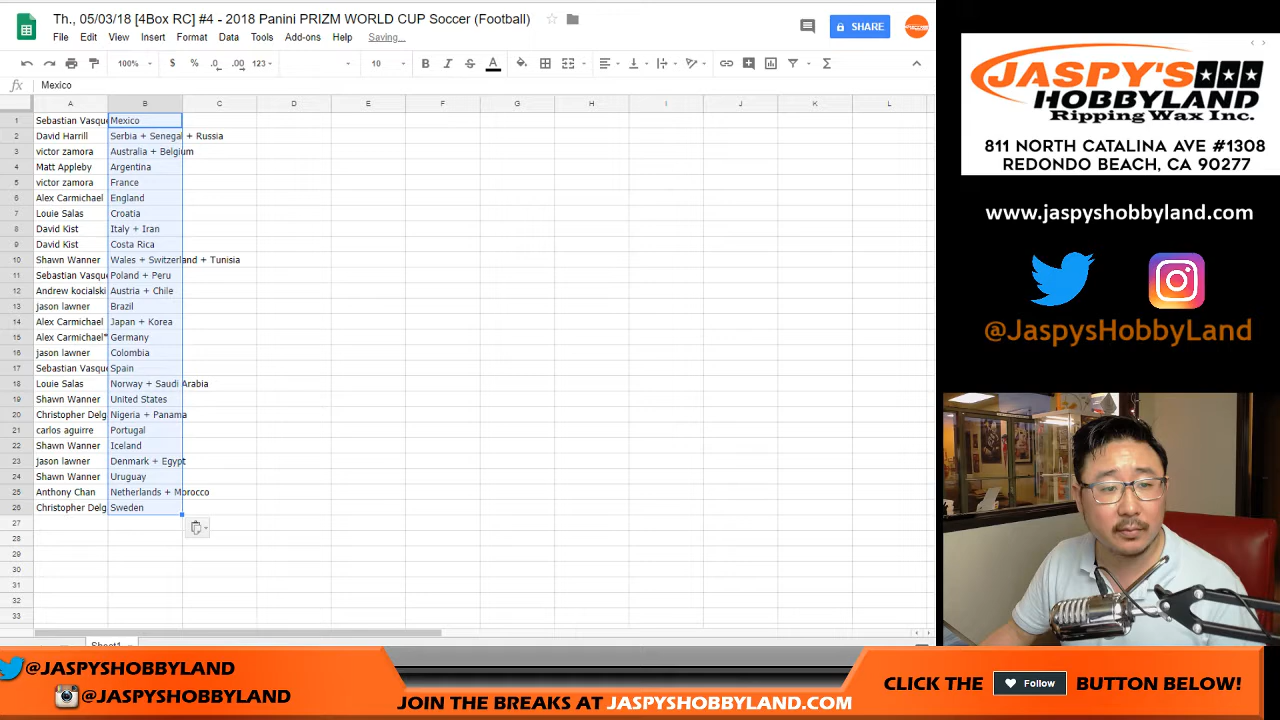 Th., 05/03/18 [4Box RC] #4 - 2018 Panini PRIZM WORLD CUP Soccer (Football)
File Edit View Insert Format Data Tools Add-ons Help Saving...
SHARE
100% $ % .0 .00 123 10 B I S A Σ
fx Mexico
A B C D E F G H I J K L
1 Sebastian Vasque Mexico
2 David Harrill Serbia + Senegal + Russia
3 victor zamora Australia + Belgium
4 Matt Appleby Argentina
5 victor zamora France
6 Alex Carmichael England
7 Louie Salas Croatia
8 David Kist Italy + Iran
9 David Kist Costa Rica
10 Shawn Wanner Wales + Switzerland + Tunisia
11 Sebastian Vasque Poland + Peru
12 Andrew kocialski Austria + Chile
13 jason lawner Brazil
14 Alex Carmichael Japan + Korea
15 Alex Carmichael* Germany
16 jason lawner Colombia
17 Sebastian Vasque Spain
18 Louie Salas Norway + Saudi Arabia
19 Shawn Wanner United States
20 Christopher Delg Nigeria + Panama
21 carlos aguirre Portugal
22 Shawn Wanner Iceland
23 jason lawner Denmark + Egypt
24 Shawn Wanner Uruguay
25 Anthony Chan Netherlands + Morocco
26 Christopher Delg Sweden
27
28
29
30
31
32
33
Sheet1
JASPY'S
HOBBYLAND
Ripping Wax Inc.
811 NORTH CATALINA AVE #1308
REDONDO BEACH, CA 90277
www.jaspyshobbyland.com
@JaspysHobbyLand
@JASPYSHOBBYLAND
@JASPYSHOBBYLAND
JOIN THE BREAKS AT JASPYSHOBBYLAND.COM
CLICK THE Follow BUTTON BELOW!